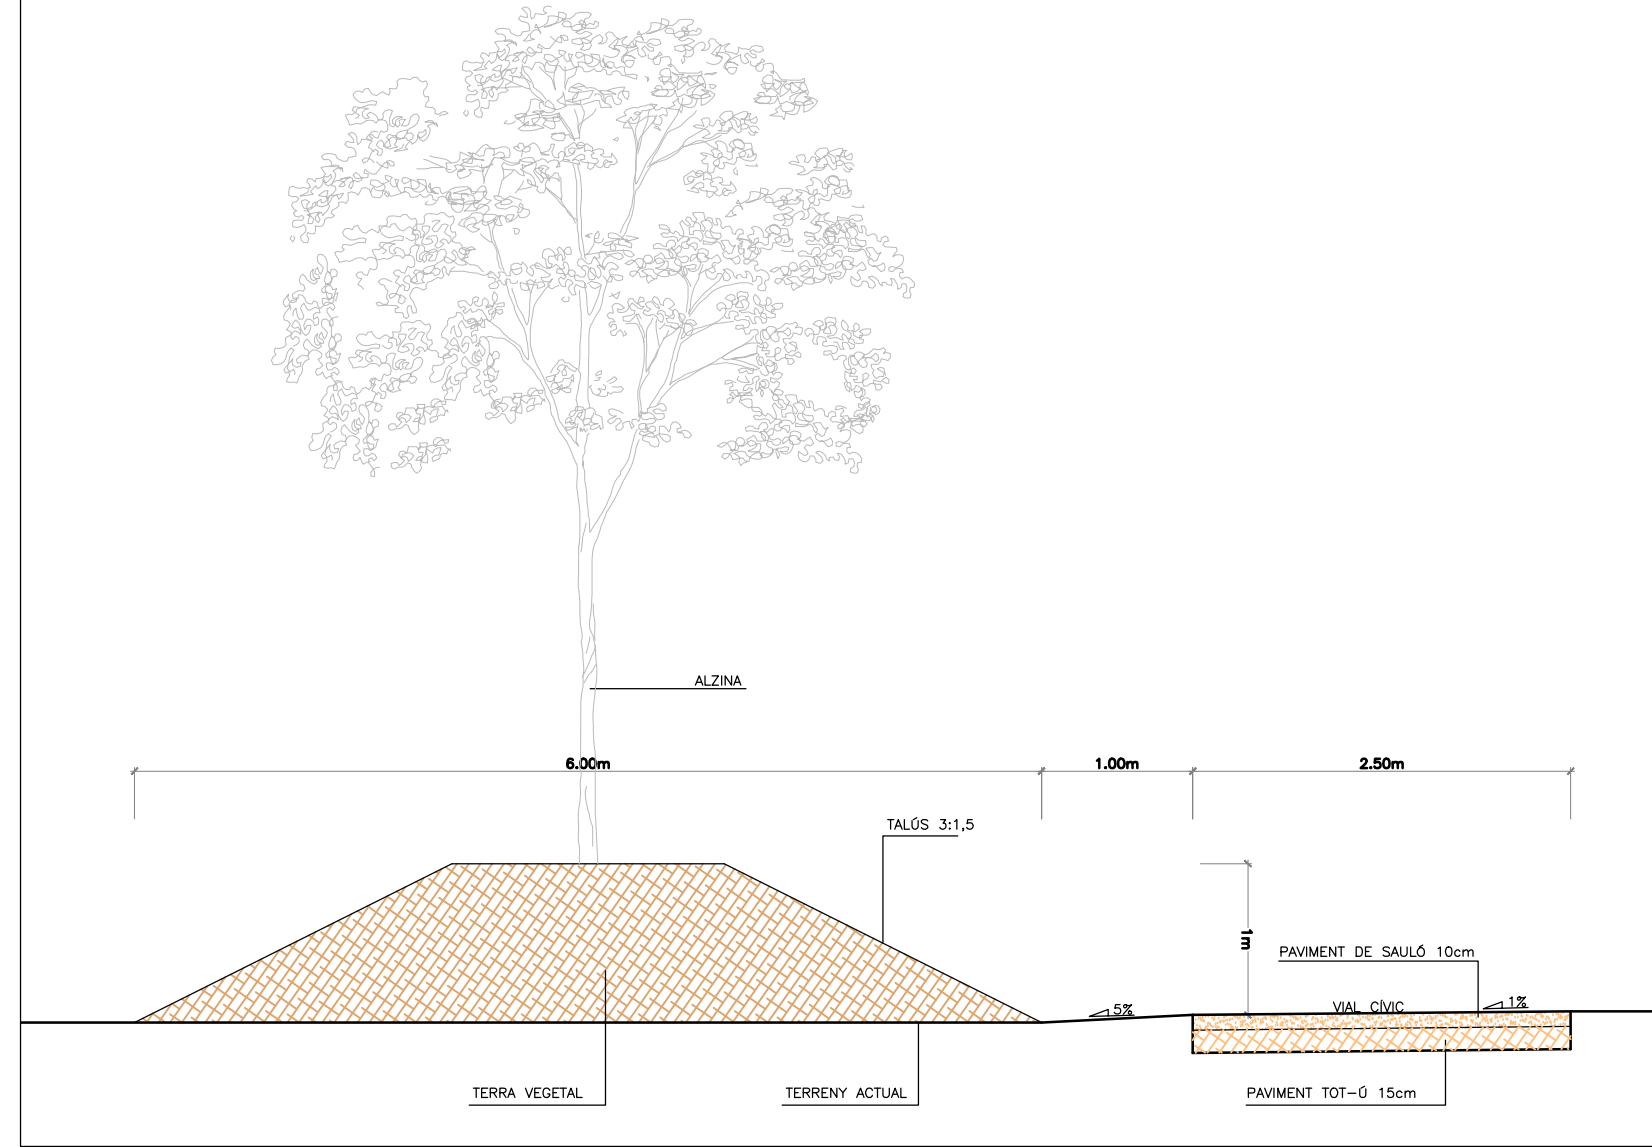 ALZINA
6.00m
1.00m
2.50m
TALÚS 3:1,5
1m
PAVIMENT DE SAULÓ 10cm
5%
VIAL CÍVIC
1%
TERRA VEGETAL
TERRENY ACTUAL
PAVIMENT TOT-Ú 15cm